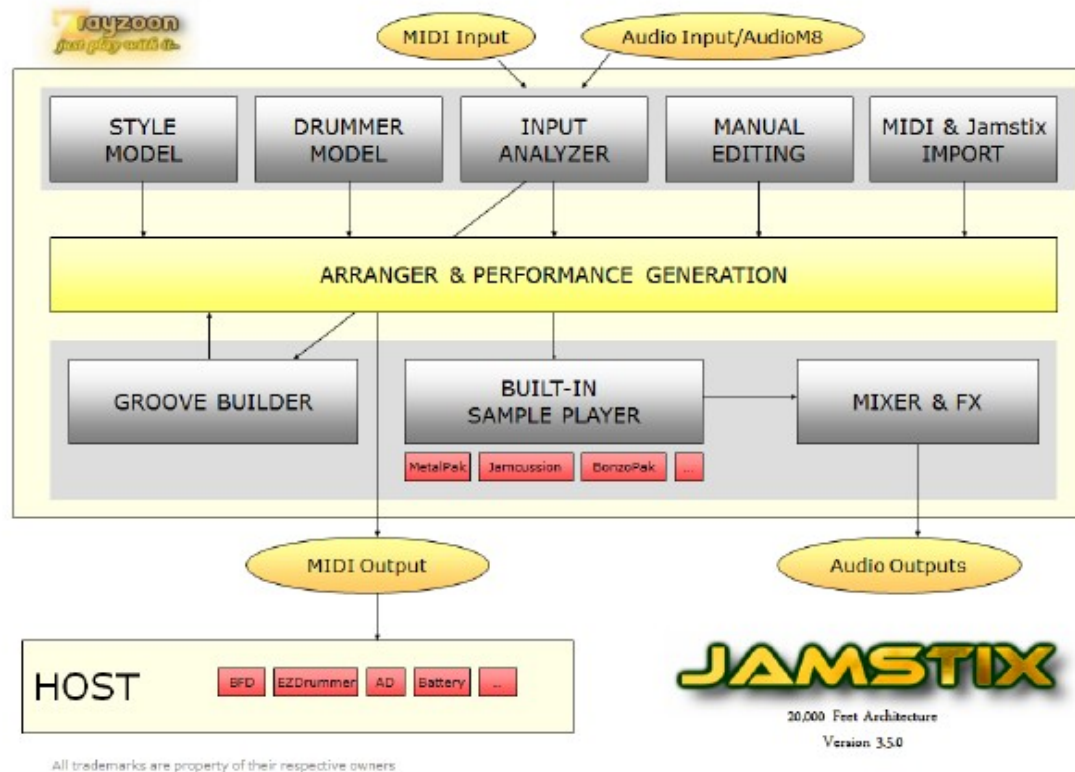 rayzoon
just play with it..
MIDI Input
Audio Input/AudioM8
STYLE
MODEL
DRUMMER
MODEL
INPUT
ANALYZER
MANUAL
EDITING
MIDI & Jamstix
IMPORT
ARRANGER & PERFORMANCE GENERATION
GROOVE BUILDER
BUILT-IN
SAMPLE PLAYER
MIXER & FX
MetalPak
Jamcussion
BonzoPak
...
MIDI Output
Audio Outputs
HOST
BFD
EZDrummer
AD
Battery
...
JAMSTIX
20,000 Feet Architecture
Version 3.5.0
All trademarks are property of their respective owners